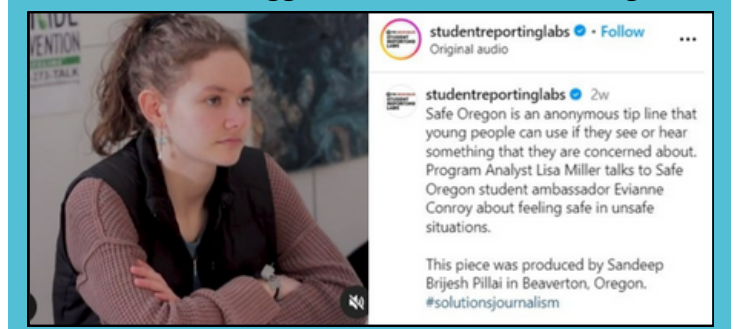 VENTION
273-TALK
studentreportinglabs • Follow
Original audio
studentreportinglabs 2w
Safe Oregon is an anonymous tip line that
young people can use if they see or hear
something that they are concerned about.
Program Analyst Lisa Miller talks to Safe
Oregon student ambassador Evianne
Conroy about feeling safe in unsafe
situations.
This piece was produced by Sandeep
Brijesh Pillai in Beaverton, Oregon.
#solutionsjournalism